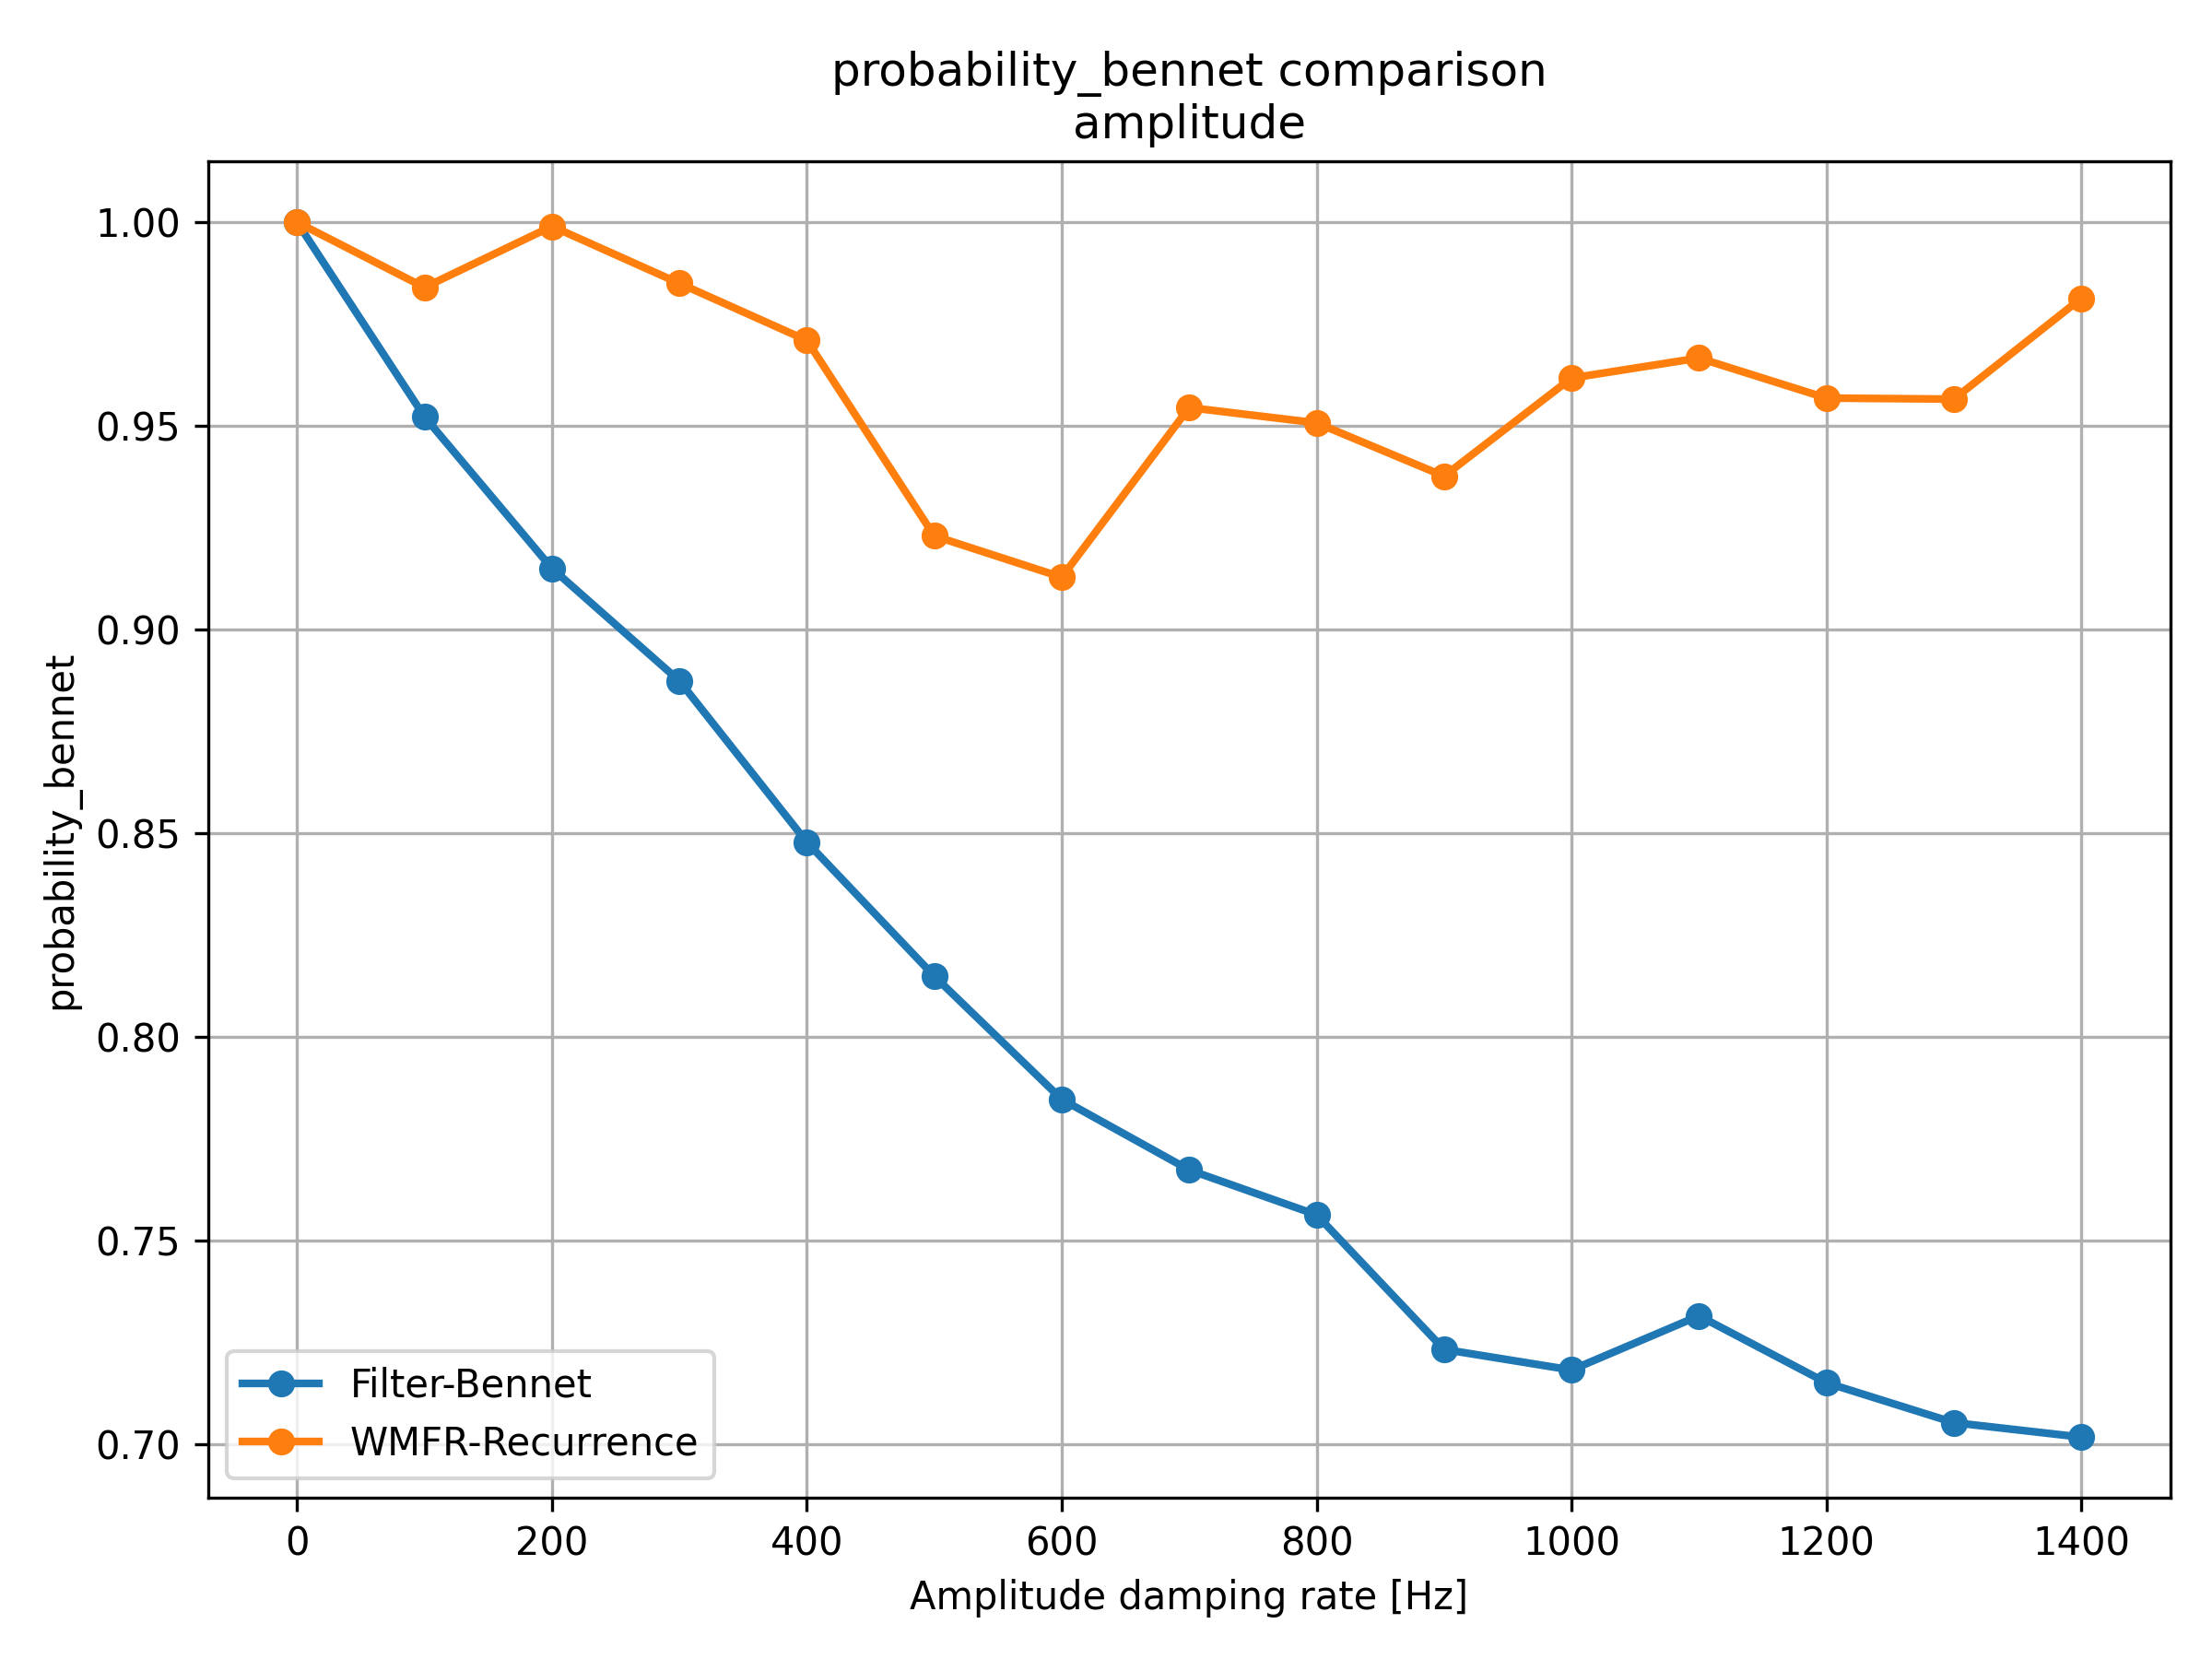 probability_bennet comparison
amplitude
probability_bennet
1.00
0.95
0.90
0.85
0.80
0.75
0.70
Filter-Bennet
WMFR-Recurrence
0 200 400 600 800 1000 1200 1400
Amplitude damping rate [Hz]